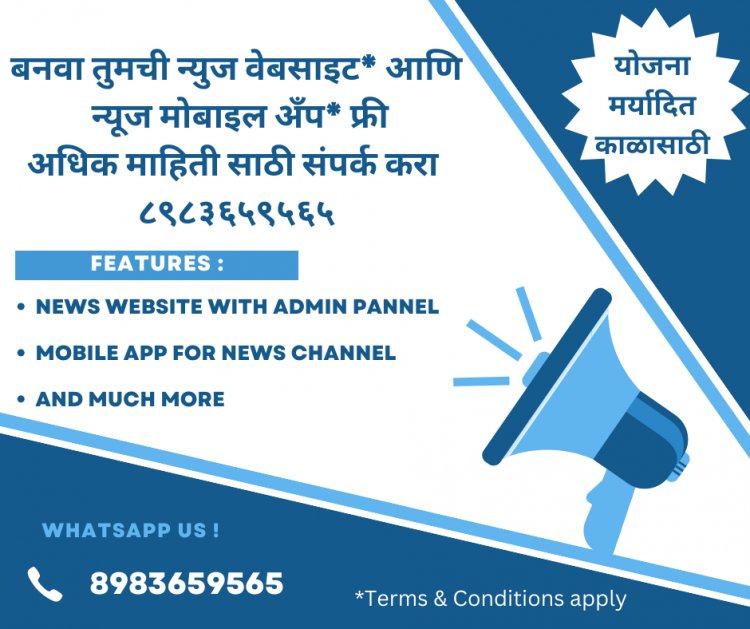 बनवा तुमची न्युज वेबसाइट* आणि
न्यूज मोबाइल अँप* फ्री
अधिक माहिती साठी संपर्क करा
८९८३६५९५६५
योजना
मर्यादित
काळासाठी
FEATURES :
• NEWS WEBSITE WITH ADMIN PANNEL
• MOBILE APP FOR NEWS CHANNEL
• AND MUCH MORE
WHATSAPP US !
8983659565
*Terms & Conditions apply